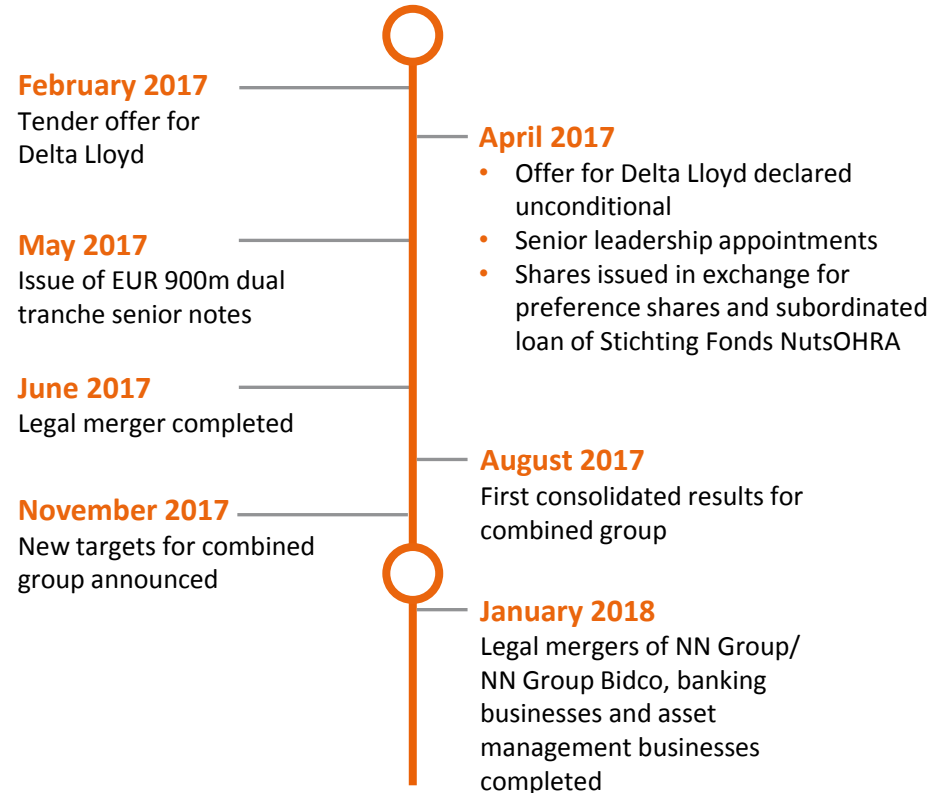 February 2017
Tender offer for
Delta Lloyd
April 2017
• Offer for Delta Lloyd declared
unconditional
• Senior leadership appointments
• Shares issued in exchange for
preference shares and subordinated
loan of Stichting Fonds NutsOHRA
May 2017
Issue of EUR 900m dual
tranche senior notes
June 2017
Legal merger completed
August 2017
First consolidated results for
combined group
November 2017
New targets for combined
group announced
January 2018
Legal mergers of NN Group/
NN Group Bidco, banking
businesses and asset
management businesses
completed